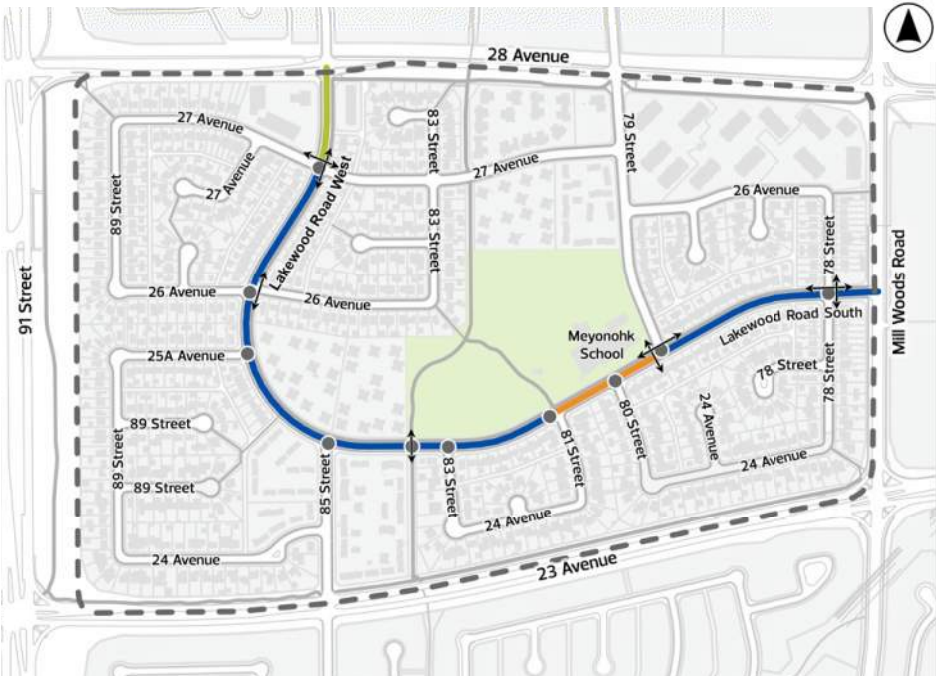 28 Avenue
27 Avenue
83 Street
79 Street
27 Avenue
27 Avenue
Lakewood Road West
89 Street
83 Street
26 Avenue
78 Street
26 Avenue
26 Avenue
91 Street
Mill Woods Road
Lakewood Road South
Meyonohk
School
25A Avenue
78 Street
78 Street
89 Street
80 Street
24 Avenue
89 Street
81 Street
89 Street
85 Street
83 Street
24 Avenue
24 Avenue
24 Avenue
23 Avenue